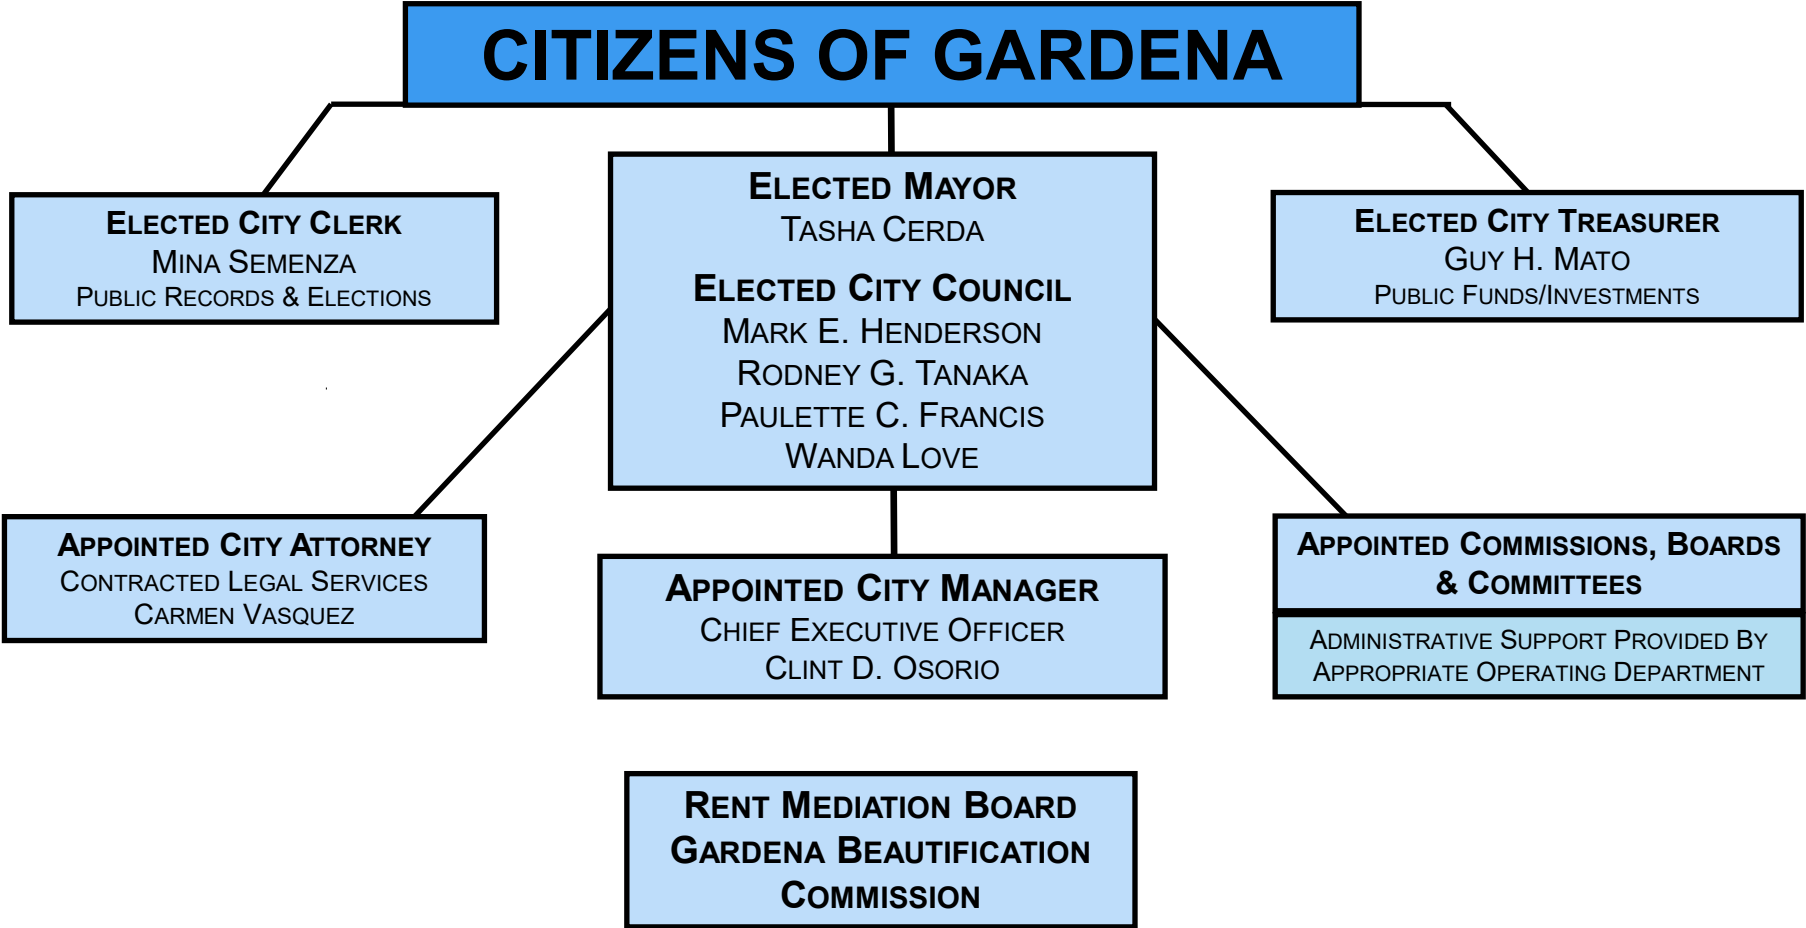 CITIZENS OF GARDENA
ELECTED CITY CLERK
MINA SEMENZA
PUBLIC RECORDS & ELECTIONS
ELECTED MAYOR
TASHA CERDA
ELECTED CITY COUNCIL
MARK E. HENDERSON
RODNEY G. TANAKA
PAULETTE C. FRANCIS
WANDA LOVE
ELECTED CITY TREASURER
GUY H. MATO
PUBLIC FUNDS/INVESTMENTS
APPOINTED CITY ATTORNEY
CONTRACTED LEGAL SERVICES
CARMEN VASQUEZ
APPOINTED CITY MANAGER
CHIEF EXECUTIVE OFFICER
CLINT D. OSORIO
APPOINTED COMMISSIONS, BOARDS
& COMMITTEES
ADMINISTRATIVE SUPPORT PROVIDED BY
APPROPRIATE OPERATING DEPARTMENT
RENT MEDIATION BOARD
GARDENA BEAUTIFICATION
COMMISSION